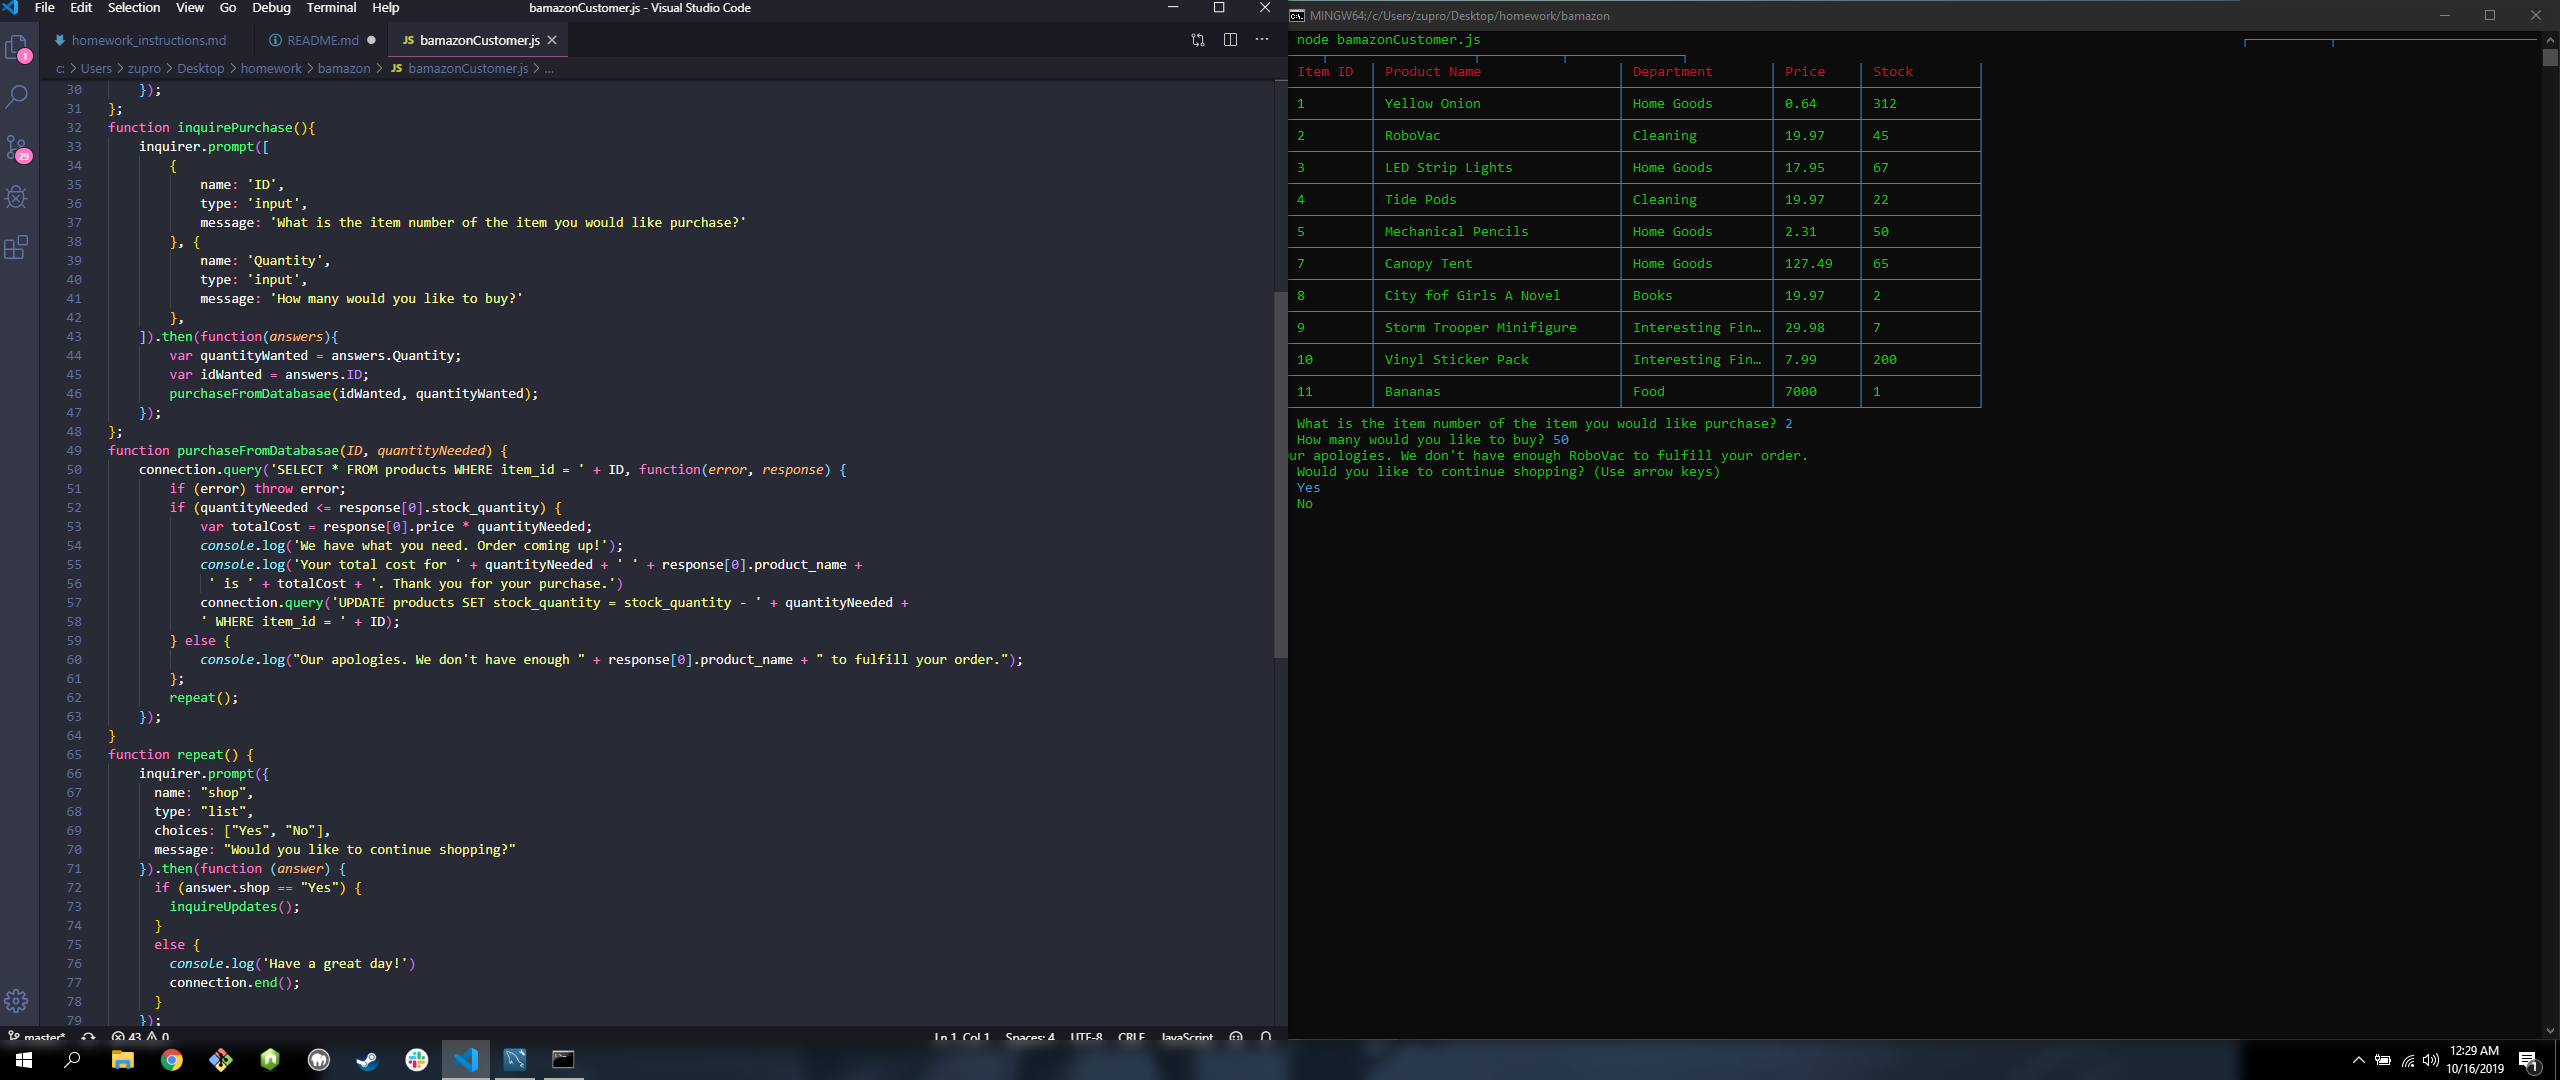 File Edit Selection View Go Debug Terminal Help
bamazonCustomer.js - Visual Studio Code
homework_instructions.md
README.md
JS bamazonCustomer.js
c: > Users > zupro > Desktop > homework > bamazon > JS bamazonCustomer.js > ...
1
29
30 });
31 };
32 function inquirePurchase(){
33 inquirer.prompt([
34 {
35 name: 'ID',
36 type: 'input',
37 message: 'What is the item number of the item you would like purchase?'
38 }, {
39 name: 'Quantity',
40 type: 'input',
41 message: 'How many would you like to buy?'
42 },
43 ]).then(function(answers){
44 var quantityWanted = answers.Quantity;
45 var idWanted = answers.ID;
46 purchaseFromDatabasae(idWanted, quantityWanted);
47 });
48 };
49 function purchaseFromDatabasae(ID, quantityNeeded) {
50 connection.query('SELECT * FROM products WHERE item_id = ' + ID, function(error, response) {
51 if (error) throw error;
52 if (quantityNeeded <= response[0].stock_quantity) {
53 var totalCost = response[0].price * quantityNeeded;
54 console.log('We have what you need. Order coming up!');
55 console.log('Your total cost for ' + quantityNeeded + ' ' + response[0].product_name +
56 ' is ' + totalCost + '. Thank you for your purchase.')
57 connection.query('UPDATE products SET stock_quantity = stock_quantity - ' + quantityNeeded +
58 ' WHERE item_id = ' + ID);
59 } else {
60 console.log("Our apologies. We don't have enough " + response[0].product_name + " to fulfill your order.");
61 };
62 repeat();
63 });
64 }
65 function repeat() {
66 inquirer.prompt({
67 name: "shop",
68 type: "list",
69 choices: ["Yes", "No"],
70 message: "Would you like to continue shopping?"
71 }).then(function (answer) {
72 if (answer.shop == "Yes") {
73 inquireUpdates();
74 }
75 else {
76 console.log('Have a great day!')
77 connection.end();
78 }
79 });
master* 43 0
Ln 1, Col 1 Spaces: 4 UTF-8 CRLF JavaScript
MINGW64:/c/Users/zupro/Desktop/homework/bamazon
node bamazonCustomer.js
Item ID Product Name Department Price Stock
1 Yellow Onion Home Goods 0.64 312
2 RoboVac Cleaning 19.97 45
3 LED Strip Lights Home Goods 17.95 67
4 Tide Pods Cleaning 19.97 22
5 Mechanical Pencils Home Goods 2.31 50
7 Canopy Tent Home Goods 127.49 65
8 City fof Girls A Novel Books 19.97 2
9 Storm Trooper Minifigure Interesting Fin… 29.98 7
10 Vinyl Sticker Pack Interesting Fin… 7.99 200
11 Bananas Food 7000 1
What is the item number of the item you would like purchase? 2
How many would you like to buy? 50
ur apologies. We don't have enough RoboVac to fulfill your order.
Would you like to continue shopping? (Use arrow keys)
Yes
No
12:29 AM
10/16/2019
1